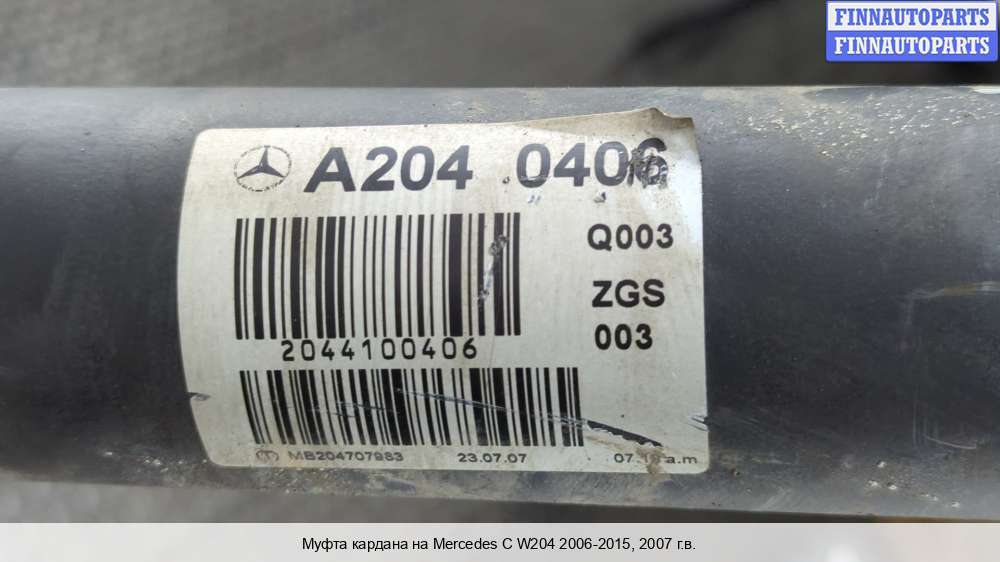 FINNAUTOPARTS
FINNAUTOPARTS
A204 0406
Q003
ZGS
003
2044100406
MB204707983 23.07.07 a.m
Муфта кардана на Mercedes C W204 2006-2015, 2007 г.в.